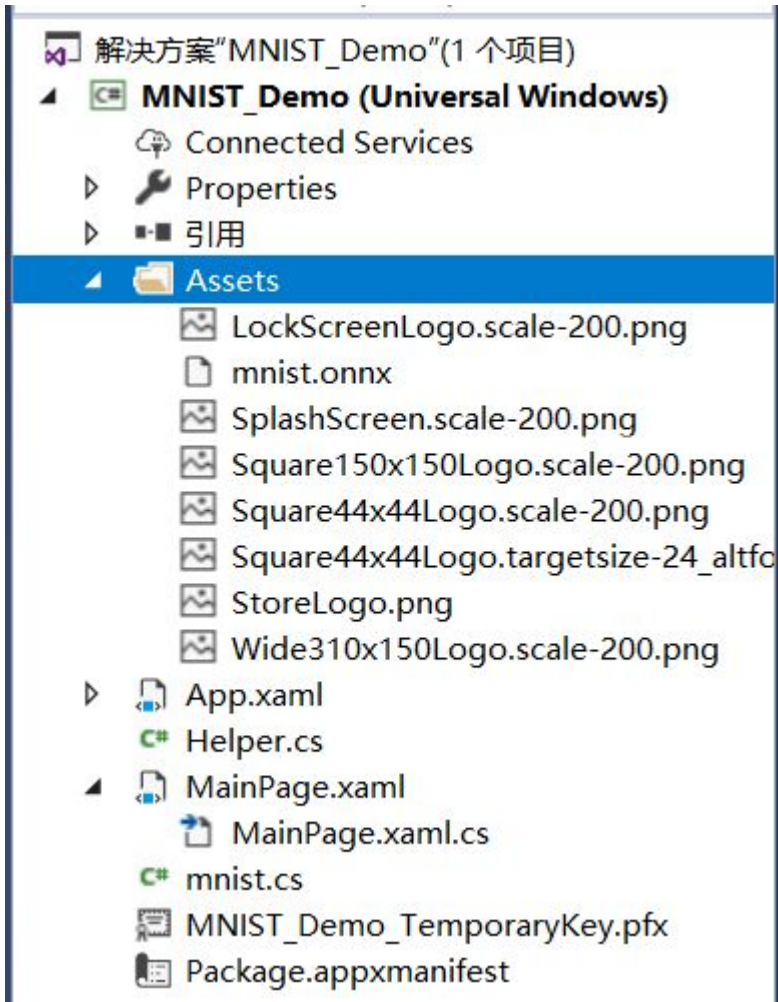 解决方案"MNIST_Demo"(1 个项目)
MNIST_Demo (Universal Windows)
Connected Services
Properties
引用
Assets
LockScreenLogo.scale-200.png
mnist.onnx
SplashScreen.scale-200.png
Square150x150Logo.scale-200.png
Square44x44Logo.scale-200.png
Square44x44Logo.targetsize-24_altfo
StoreLogo.png
Wide310x150Logo.scale-200.png
App.xaml
C# Helper.cs
MainPage.xaml
MainPage.xaml.cs
C# mnist.cs
MNIST_Demo_TemporaryKey.pfx
Package.appxmanifest